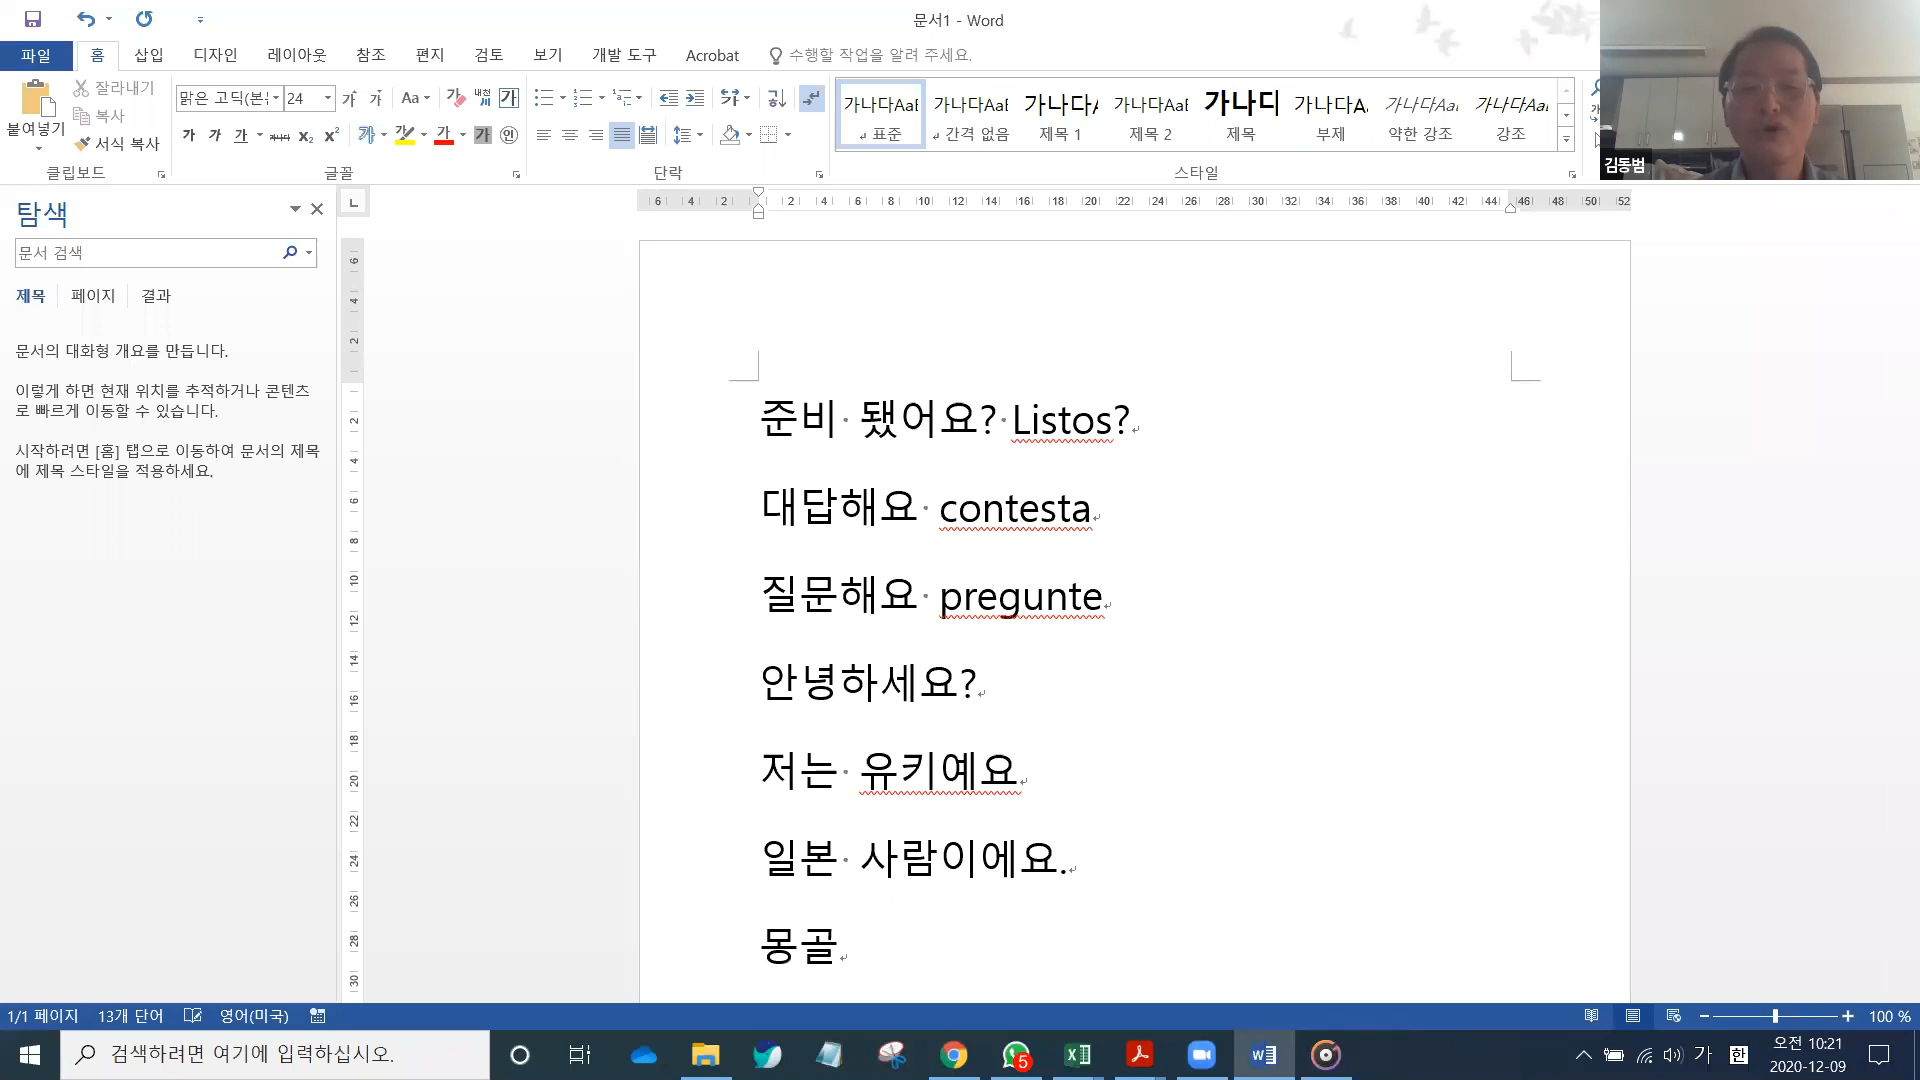 문서1 - Word
파일 홈 삽입 디자인 레이아웃 참조 편지 검토 보기 개발 도구 Acrobat 수행할 작업을 알려 주세요.
붙여넣기 잘라내기 복사 서식 복사
클립보드
맑은 고딕(본 24
글꼴
단락
가나다AaB 표준
가나다AaB 간격 없음
제목 1
제목 2
제목
부제
약한 강조
강조
스타일
김동범
탐색
문서 검색
제목 페이지 결과
문서의 대화형 개요를 만듭니다.
이렇게 하면 현재 위치를 추적하거나 콘텐츠
로 빠르게 이동할 수 있습니다.
시작하려면 [홈] 탭으로 이동하여 문서의 제목
에 제목 스타일을 적용하세요.
준비 됐어요? Listos?
대답해요 contesta
질문해요 pregunte
안녕하세요?
저는 유키예요
일본 사람이에요.
몽골
1/1 페이지 13개 단어 영어(미국) 100 %
검색하려면 여기에 입력하십시오.
5
가 한
오전 10:21
2020-12-09